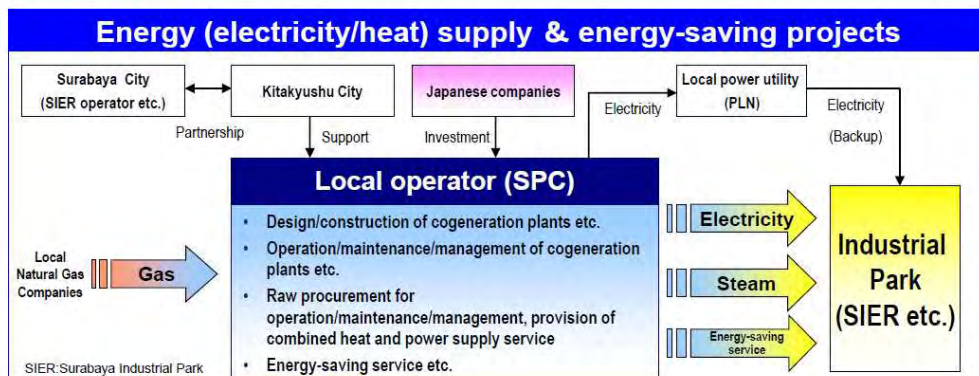 Energy (electricity/heat) supply & energy-saving projects
Surabaya City
(SIER operator etc.)
Kitakyushu City
Japanese companies
Local power utility
(PLN)
Partnership
Support
Investment
Electricity
Electricity
(Backup)
Local operator (SPC)
• Design/construction of cogeneration plants etc.
• Operation/maintenance/management of cogeneration
plants etc.
• Raw procurement for
operation/maintenance/management, provision of
combined heat and power supply service
• Energy-saving service etc.
Local
Natural Gas
Companies
Gas
Electricity
Steam
Energy-saving
service
Industrial
Park
(SIER etc.)
SIER:Surabaya Industrial Park